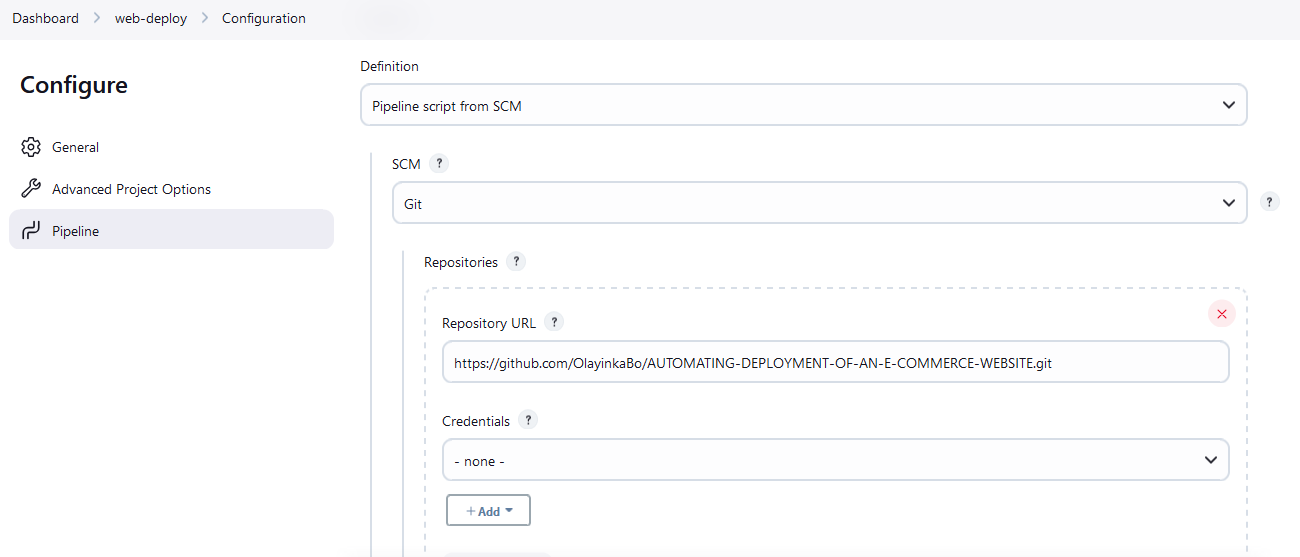 Dashboard > web-deploy > Configuration
Configure
General
Advanced Project Options
Pipeline
Definition
Pipeline script from SCM
SCM ?
Git
?
Repositories ?
Repository URL ?
https://github.com/OlayinkaBo/AUTOMATING-DEPLOYMENT-OF-AN-E-COMMERCE-WEBSITE.git
Credentials ?
- none -
+ Add